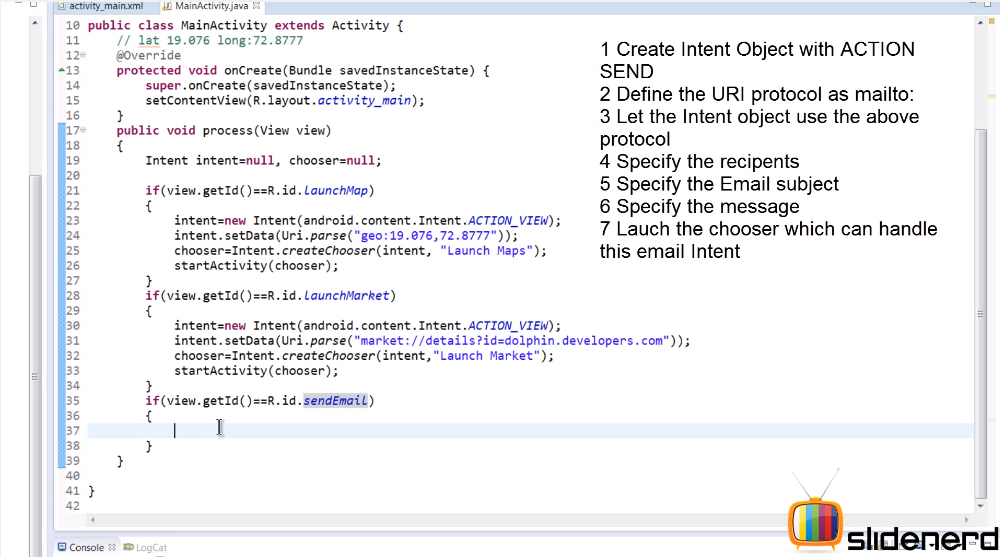 activity_main.xml MainActivity.java
10 public class MainActivity extends Activity {
11 // lat 19.076 long:72.8777
12 @Override
13 protected void onCreate(Bundle savedInstanceState) {
14 super.onCreate(savedInstanceState);
15 setContentView(R.layout.activity_main);
16 }
17 public void process(View view)
18 {
19 Intent intent=null, chooser=null;
20
21 if(view.getId()==R.id.launchMap)
22 {
23 intent=new Intent(android.content.Intent.ACTION_VIEW);
24 intent.setData(Uri.parse("geo:19.076,72.8777"));
25 chooser=Intent.createChooser(intent, "Launch Maps");
26 startActivity(chooser);
27 }
28 if(view.getId()==R.id.launchMarket)
29 {
30 intent=new Intent(android.content.Intent.ACTION_VIEW);
31 intent.setData(Uri.parse("market://details?id=dolphin.developers.com"));
32 chooser=Intent.createChooser(intent,"Launch Market");
33 startActivity(chooser);
34 }
35 if(view.getId()==R.id.sendEmail)
36 {
37
38 }
39 }
40
41 }
42
1 Create Intent Object with ACTION
SEND
2 Define the URI protocol as mailto:
3 Let the Intent object use the above
protocol
4 Specify the recipents
5 Specify the Email subject
6 Specify the message
7 Lauch the chooser which can handle
this email Intent
slidenerd
Console LogCat